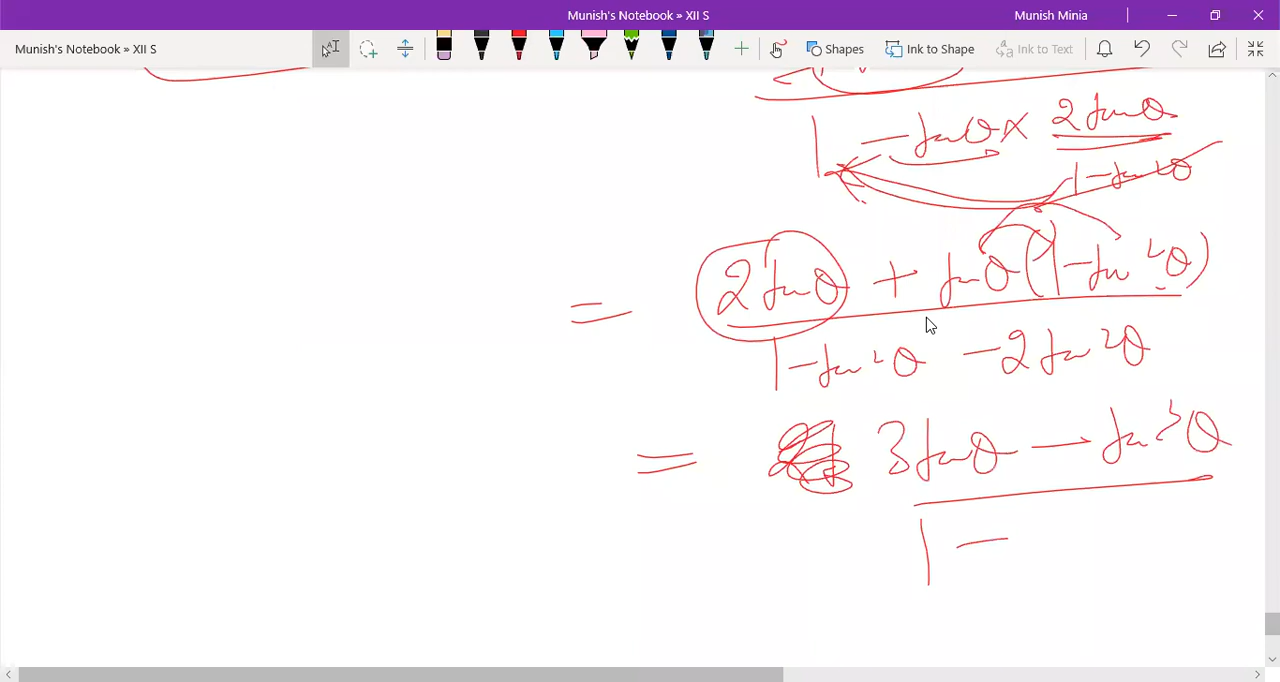 Munish's Notebook » XII S
Munish Minia
Munish's Notebook » XII S
Shapes
Ink to Shape
Ink to Text
1 - tanθ × 2tanθ
1 - tan²θ
= 2tanθ + tanθ(1 - tan²θ)
1 - tan²θ - 2tan²θ
= 3tanθ - tan³θ
1 -